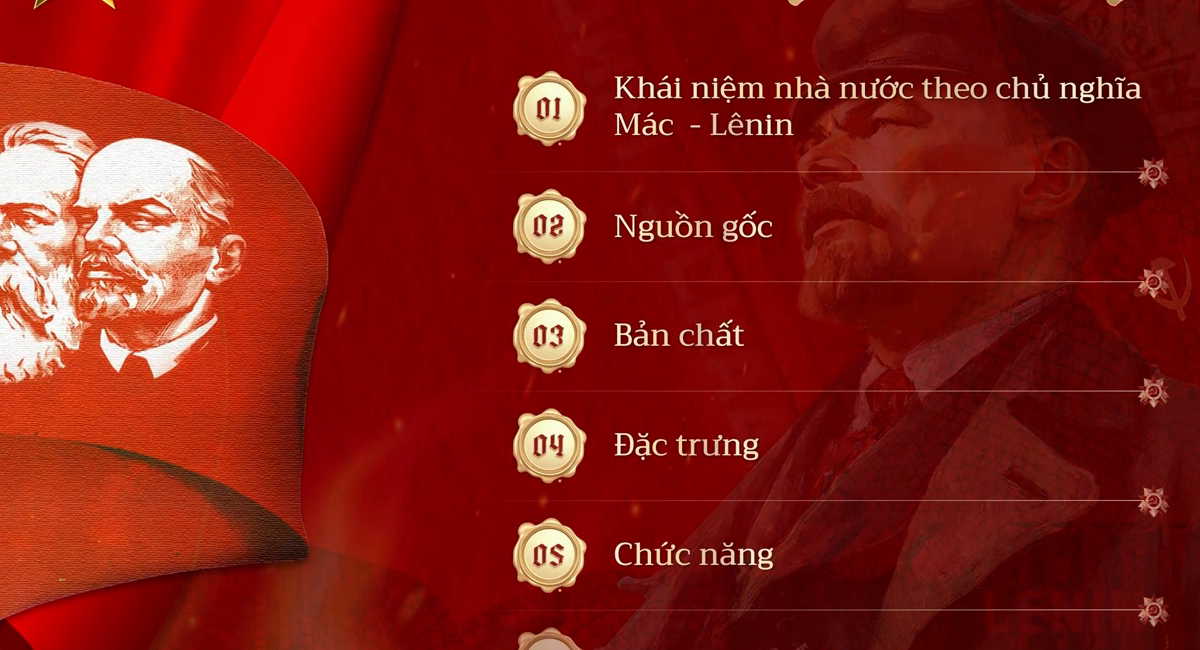 01
Khái niệm nhà nước theo chủ nghĩa
Mác - Lênin
02
Nguồn gốc
03
Bản chất
04
Đặc trưng
05
Chức năng